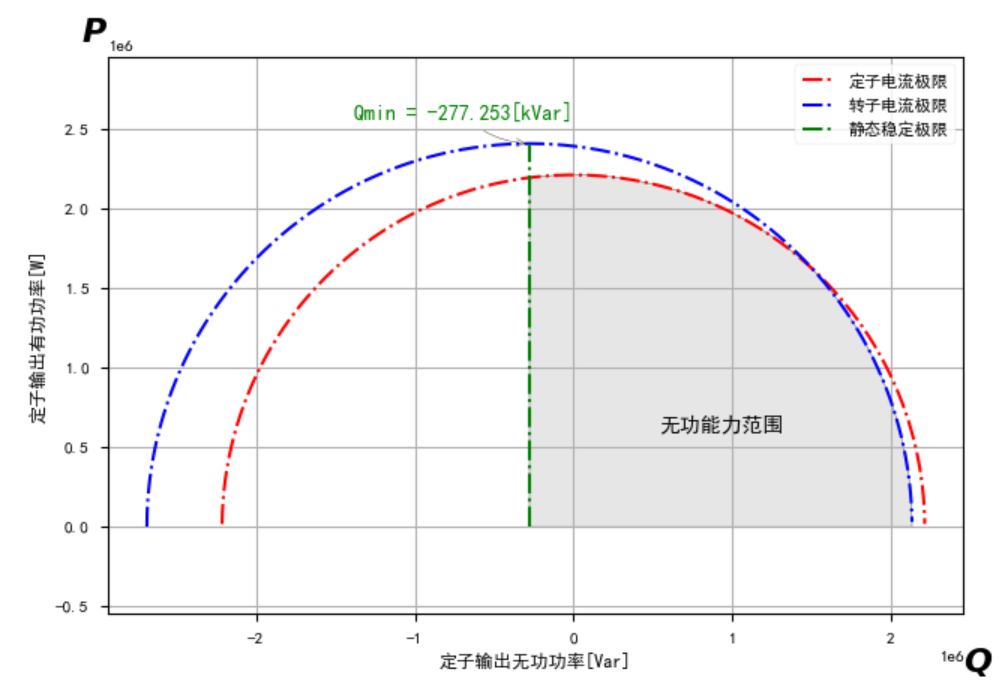 P
1e6
定子电流极限
转子电流极限
静态稳定极限
Qmin = -277.253[kVar]
2.5
2.0
1.5
1.0
0.5
0.0
-0.5
定子输出有功功率[W]
无功能力范围
-2
-1
0
1
2
定子输出无功功率[Var]
1e6
Q